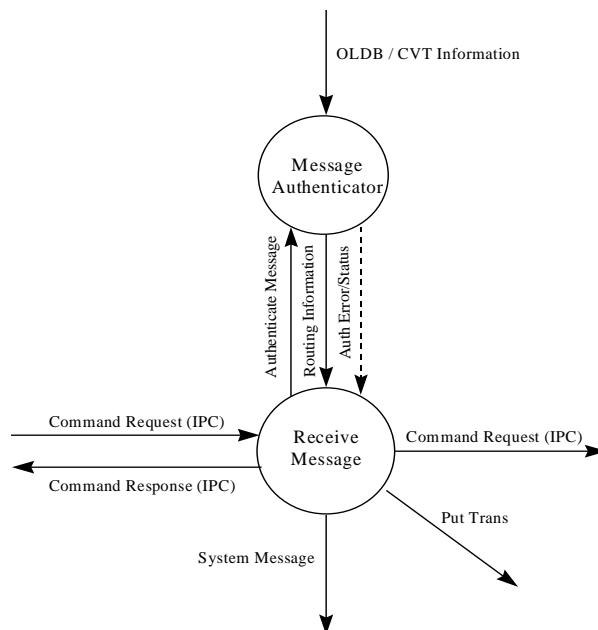 OLDB / CVT Information
Message
Authenticator
Authenticate Message
Routing Information
Auth Error/Status
Command Request (IPC)
Receive
Message
Command Request (IPC)
Command Response (IPC)
Put Trans
System Message